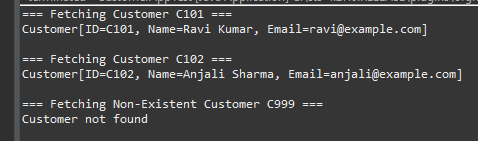 === Fetching Customer C101 ===
Customer[ID=C101, Name=Ravi Kumar, Email=ravi@example.com]
=== Fetching Customer C102 ===
Customer[ID=C102, Name=Anjali Sharma, Email=anjali@example.com]
=== Fetching Non-Existent Customer C999 ===
Customer not found